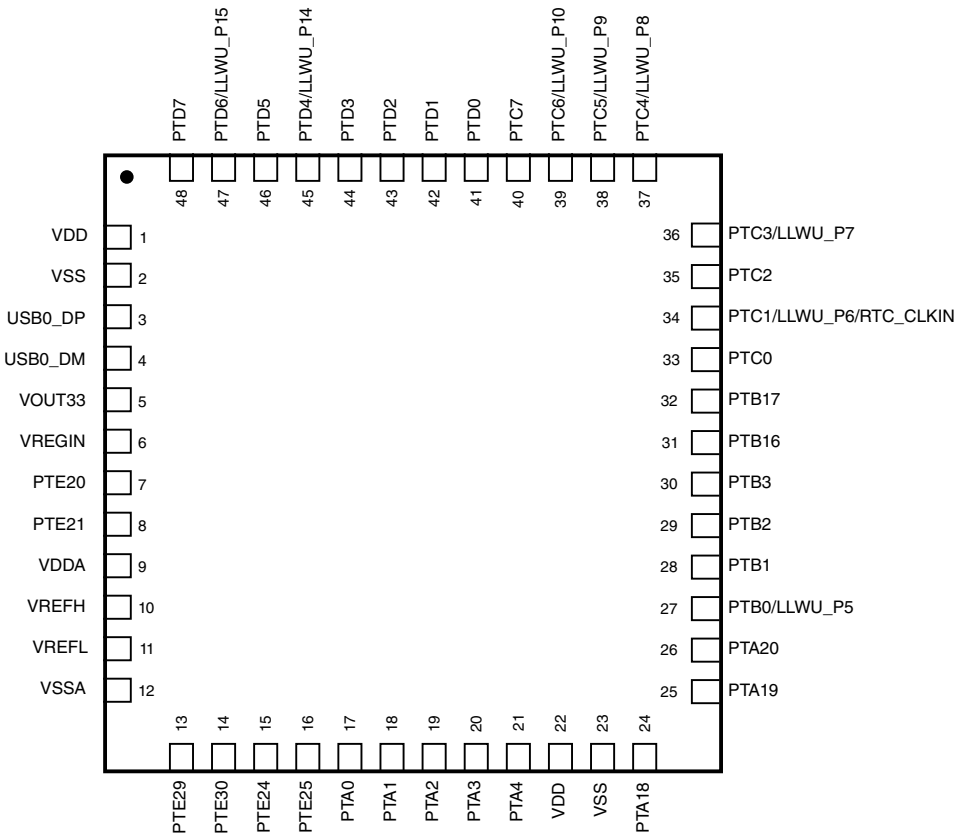 PTD7
PTD6/LLWU_P15
PTD5
PTD4/LLWU_P14
PTD3
PTD2
PTD1
PTD0
PTC7
PTC6/LLWU_P10
PTC5/LLWU_P9
PTC4/LLWU_P8
48
47
46
45
44
43
42
41
40
39
38
37
VDD 1
VSS 2
USB0_DP 3
USB0_DM 4
VOUT33 5
VREGIN 6
PTE20 7
PTE21 8
VDDA 9
VREFH 10
VREFL 11
VSSA 12
36 PTC3/LLWU_P7
35 PTC2
34 PTC1/LLWU_P6/RTC_CLKIN
33 PTC0
32 PTB17
31 PTB16
30 PTB3
29 PTB2
28 PTB1
27 PTB0/LLWU_P5
26 PTA20
25 PTA19
13
14
15
16
17
18
19
20
21
22
23
24
PTE29
PTE30
PTE24
PTE25
PTA0
PTA1
PTA2
PTA3
PTA4
VDD
VSS
PTA18